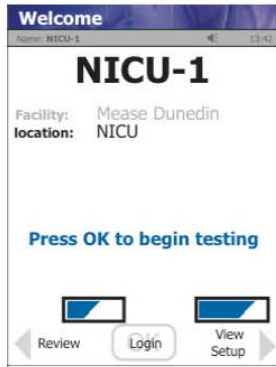 Welcome
Name: NICU-1 13:42
NICU-1
Facility: Mease Dunedin
location: NICU
Press OK to begin testing
Review Login View
Setup
OK